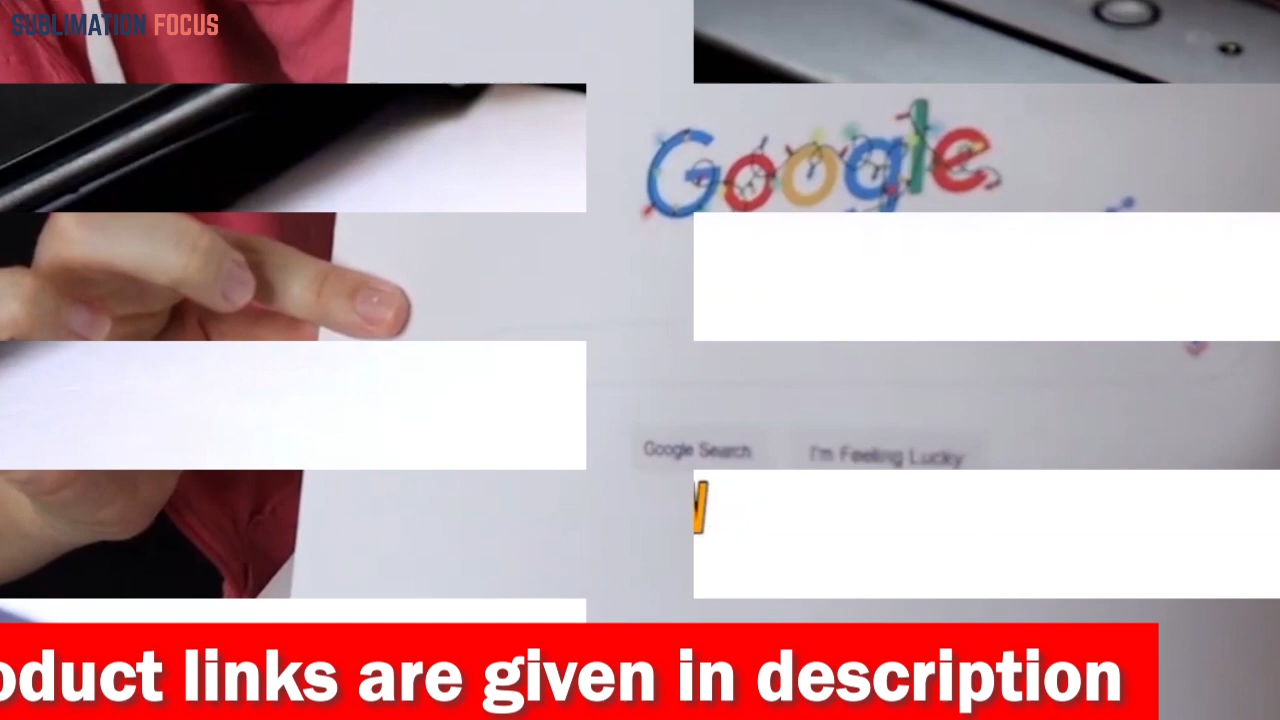 SUBLIMATION FOCUS
Google
Google Search I'm Feeling Lucky
oduct links are given in description